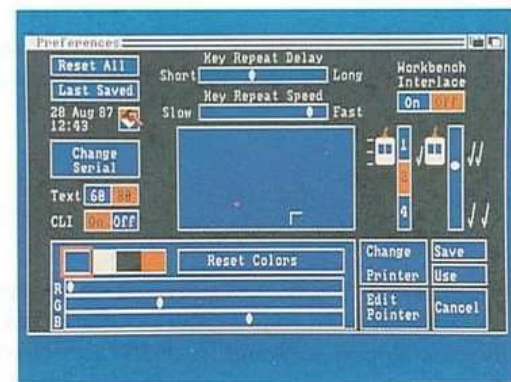 Preferences
Reset All
Last Saved
28 Aug 87
12:43
Change
Serial
Text 60 80
CLI On Off
Key Repeat Delay
Short Long
Key Repeat Speed
Slow Fast
Workbench
Interlace
On Off
1
2
4
Reset Colors
R
G
B
Change
Printer
Edit
Pointer
Save
Use
Cancel